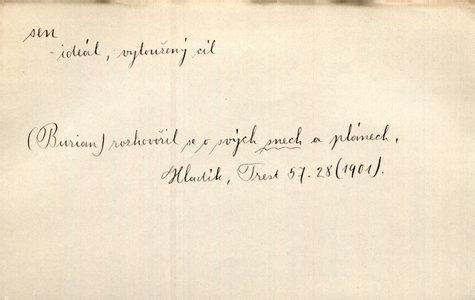 sen
- ideál, vytoužený cíl
(Burian) rozhovořil se o svých snech a plánech.
Hladík, Trest 57. 28 (1901).